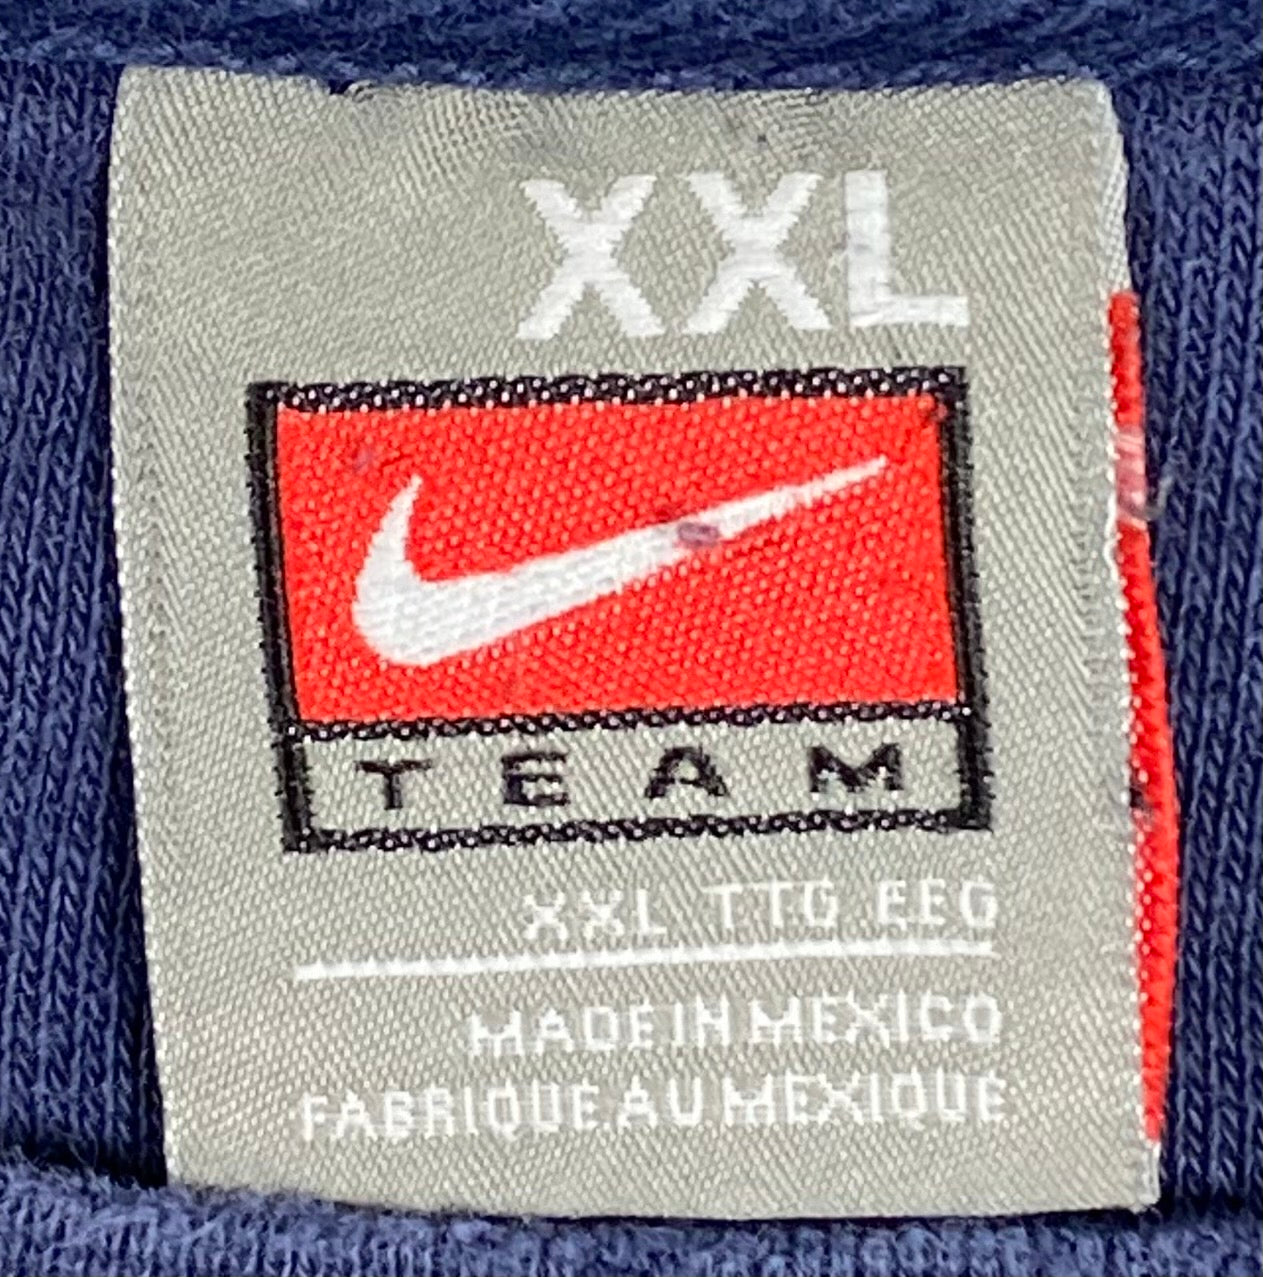 XXL
TEAM
XXL TTG EEG
MADE IN MEXICO
FABRIQUE AU MEXIQUE